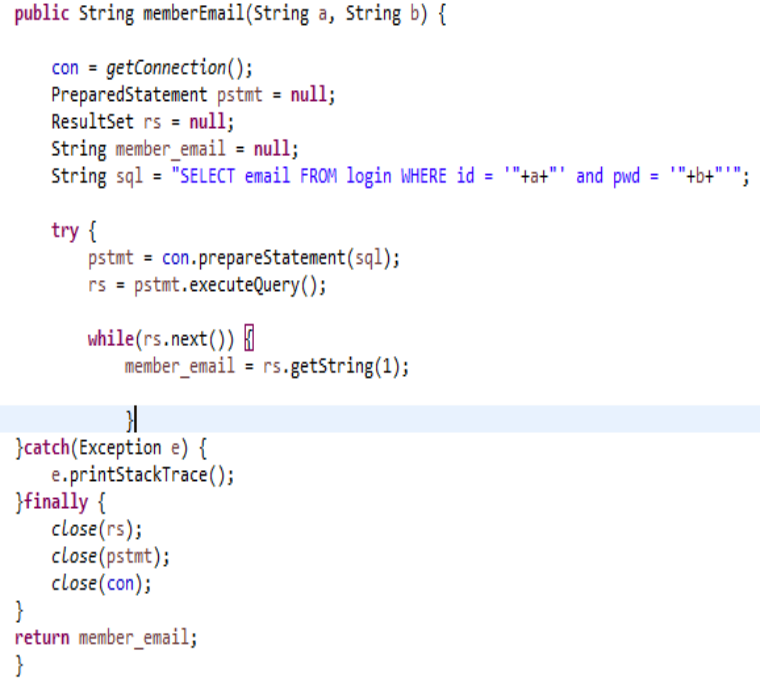 public String memberEmail(String a, String b) {
con = getConnection();
PreparedStatement pstmt = null;
ResultSet rs = null;
String member_email = null;
String sql = "SELECT email FROM login WHERE id = '"+a+"' and pwd = '"+b+"'";
try {
pstmt = con.prepareStatement(sql);
rs = pstmt.executeQuery();
while(rs.next()) {
member_email = rs.getString(1);
}
}catch(Exception e) {
e.printStackTrace();
}finally {
close(rs);
close(pstmt);
close(con);
}
return member_email;
}